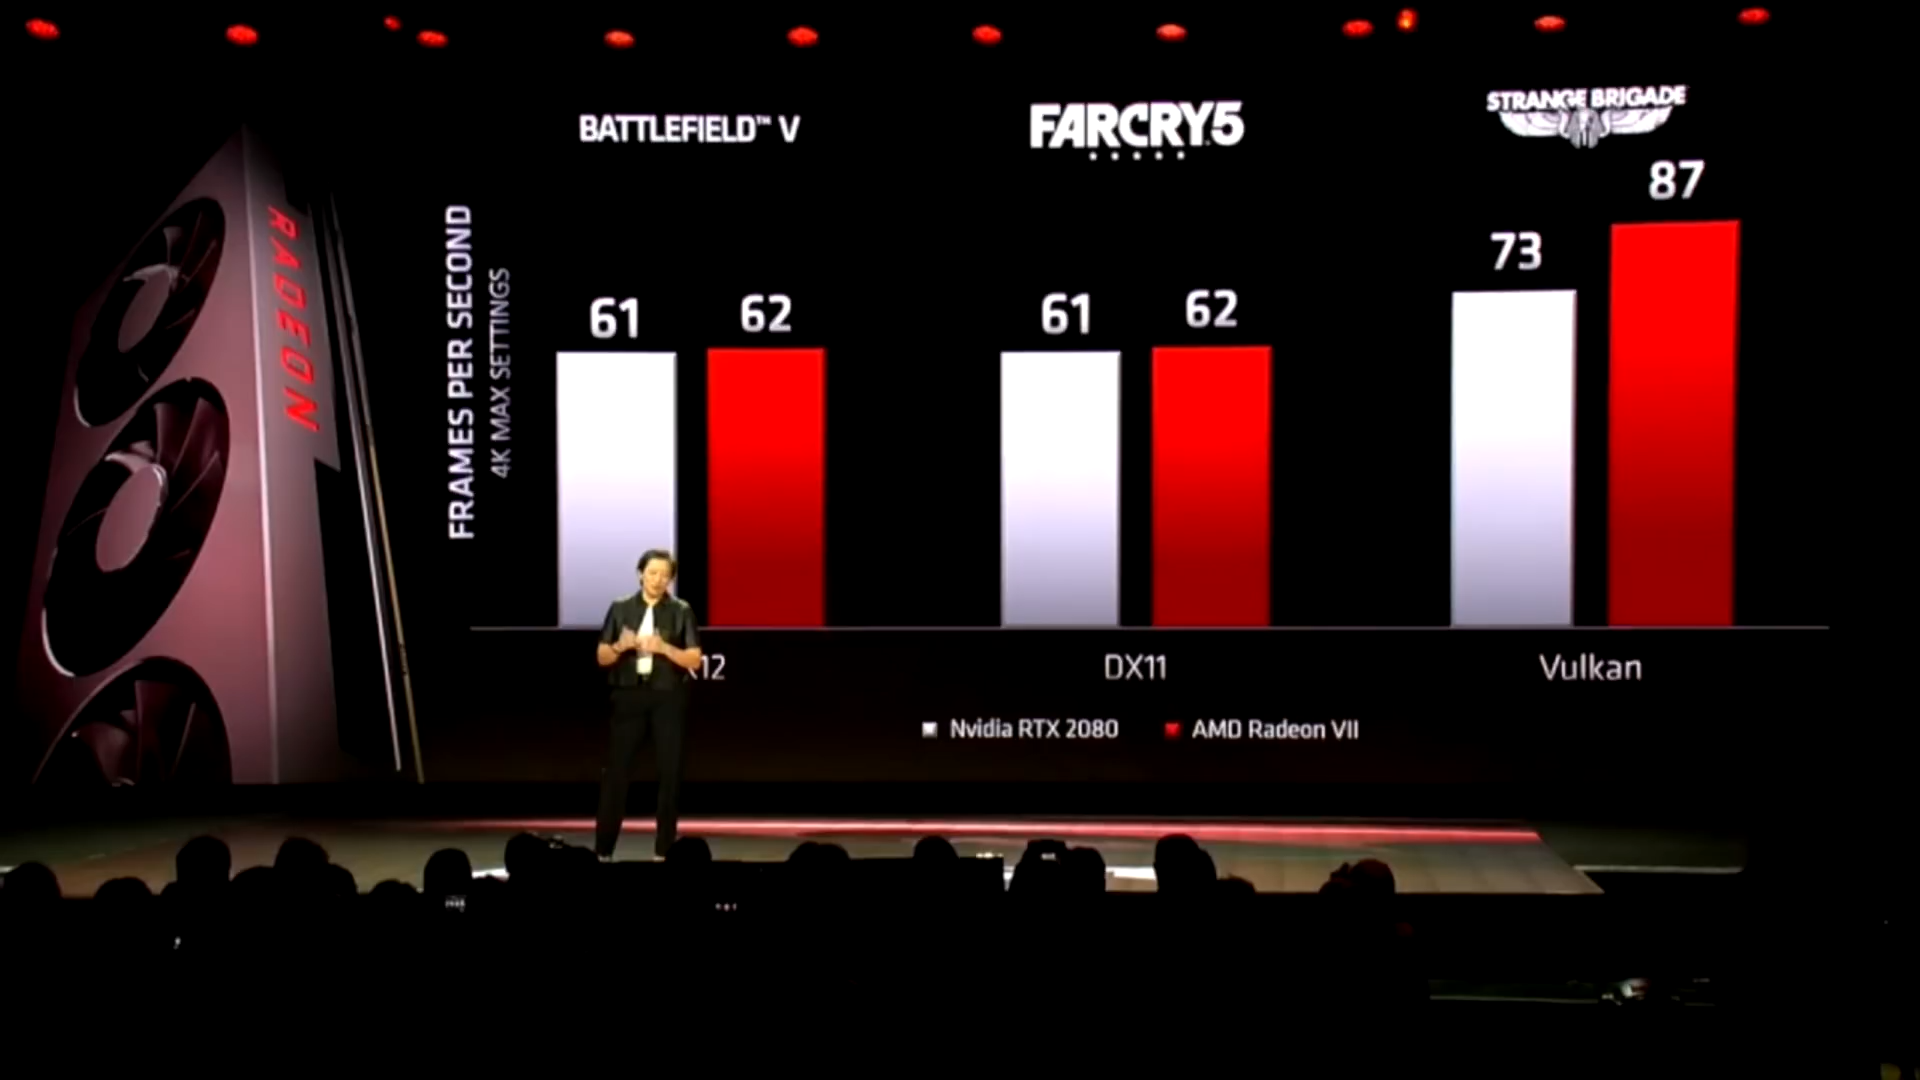 BATTLEFIELD™ V
FARCRY5
STRANGE BRIGADE
RADEON
FRAMES PER SECOND
4K MAX SETTINGS
61
62
61
62
73
87
12
DX11
Vulkan
Nvidia RTX 2080
AMD Radeon VII